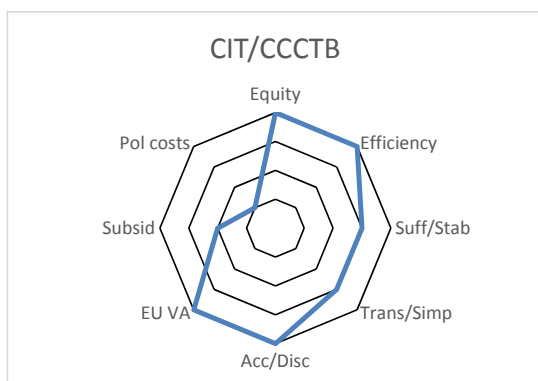 CIT/CCCTB
Equity
Pol costs
Efficiency
Subsid
Suff/Stab
EU VA
Trans/Simp
Acc/Disc